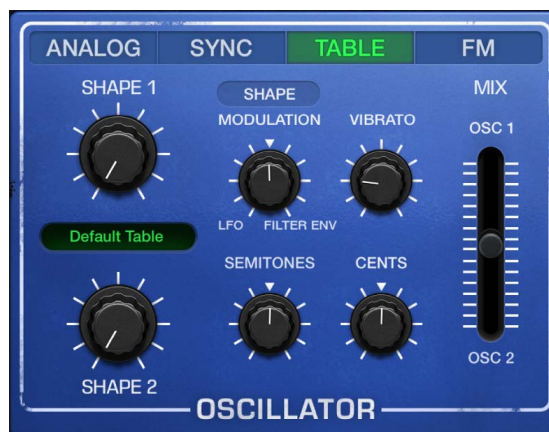 ANALOG SYNC TABLE FM
SHAPE 1 SHAPE MIX
MODULATION VIBRATO
OSC 1
LFO FILTER ENV
Default Table
SEMITONES CENTS
OSC 2
SHAPE 2
OSCILLATOR